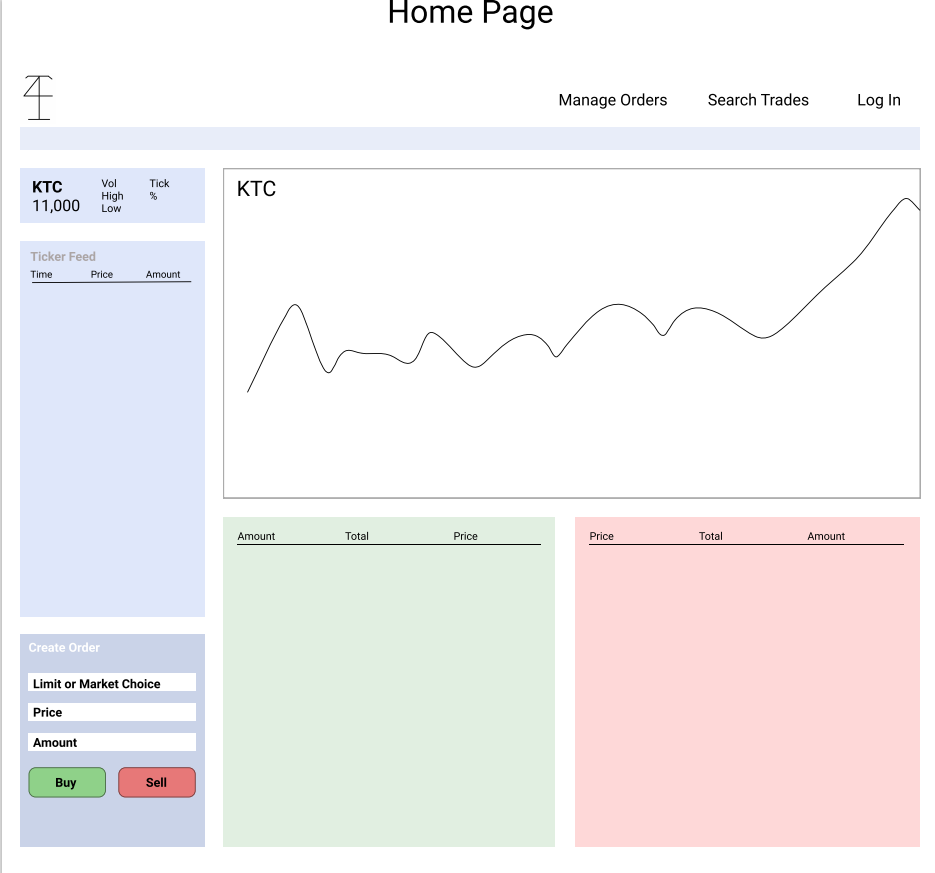 Home Page
Manage Orders Search Trades Log In
KTC
11,000
Vol
High
Low
Tick
%
KTC
Ticker Feed
Time Price Amount
Amount Total Price
Price Total Amount
Create Order
Limit or Market Choice
Price
Amount
Buy Sell